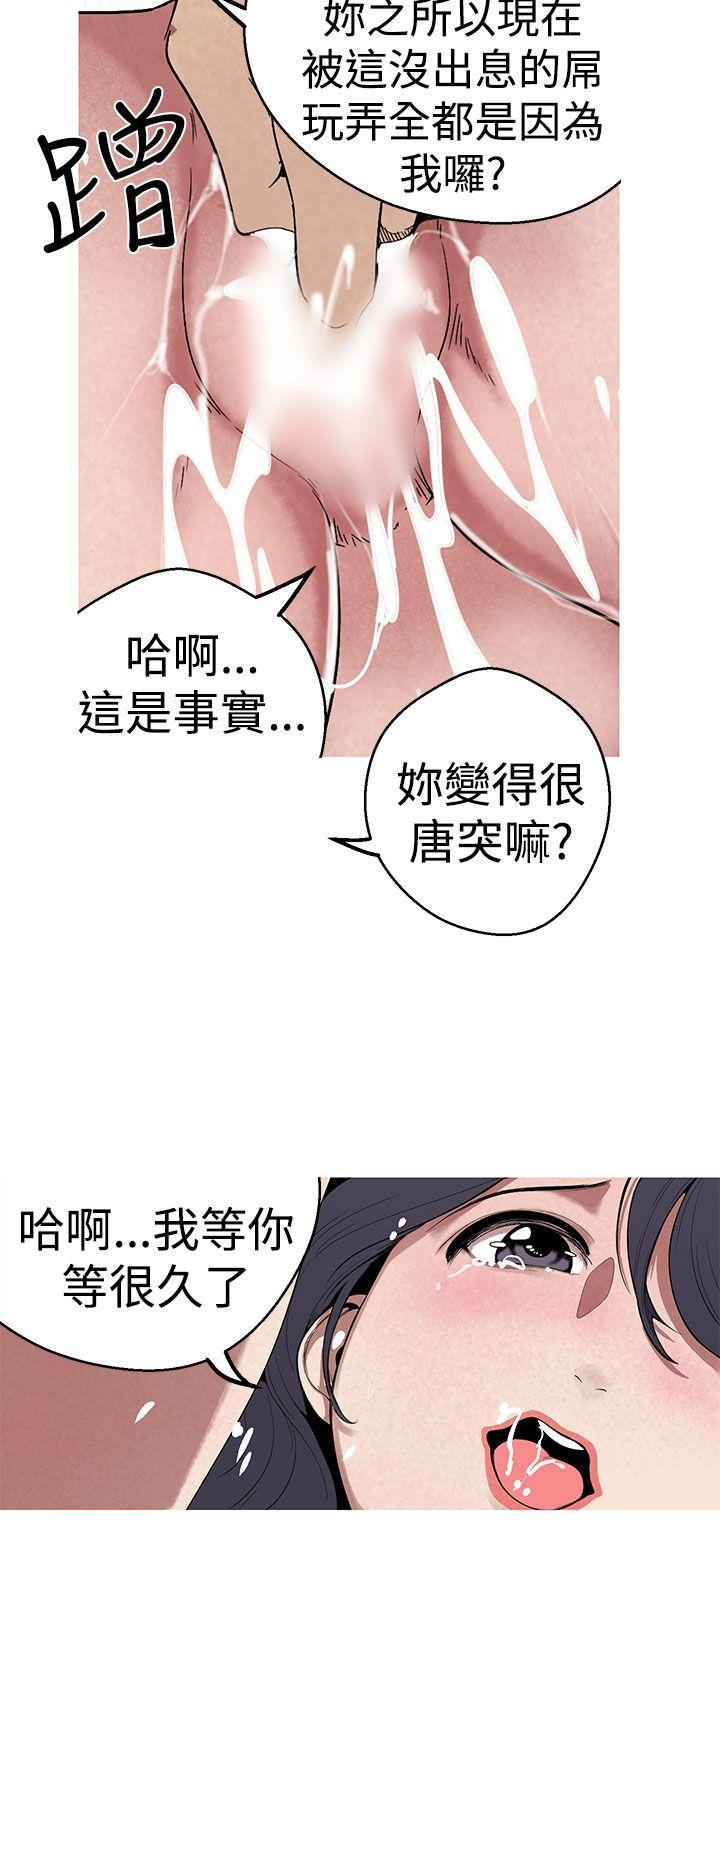 妳之所以現在
被這沒出息的屌
玩弄全都是因為
我囉?
蹭
哈啊...
這是事實...
妳變得很
唐突嘛?
哈啊...我等你
等很久了